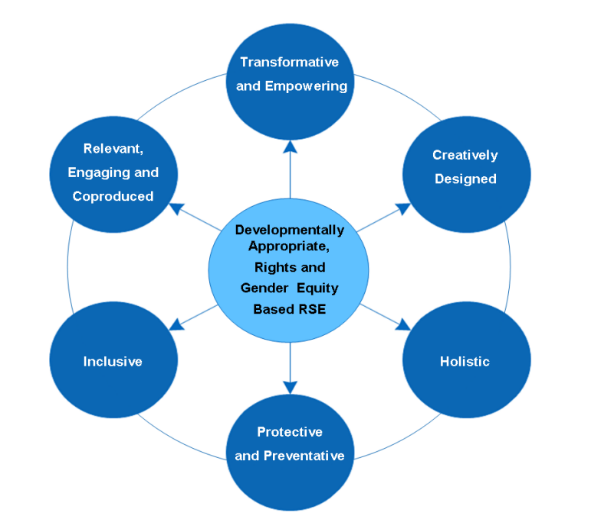 Transformative
and Empowering
Relevant,
Engaging and
Coproduced
Creatively
Designed
Developmentally
Appropriate,
Rights and
Gender Equity
Based RSE
Inclusive
Holistic
Protective
and Preventative